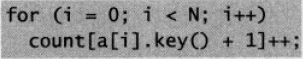 for (i = 0; i < N; i++)
count[a[i].key() + 1]++;